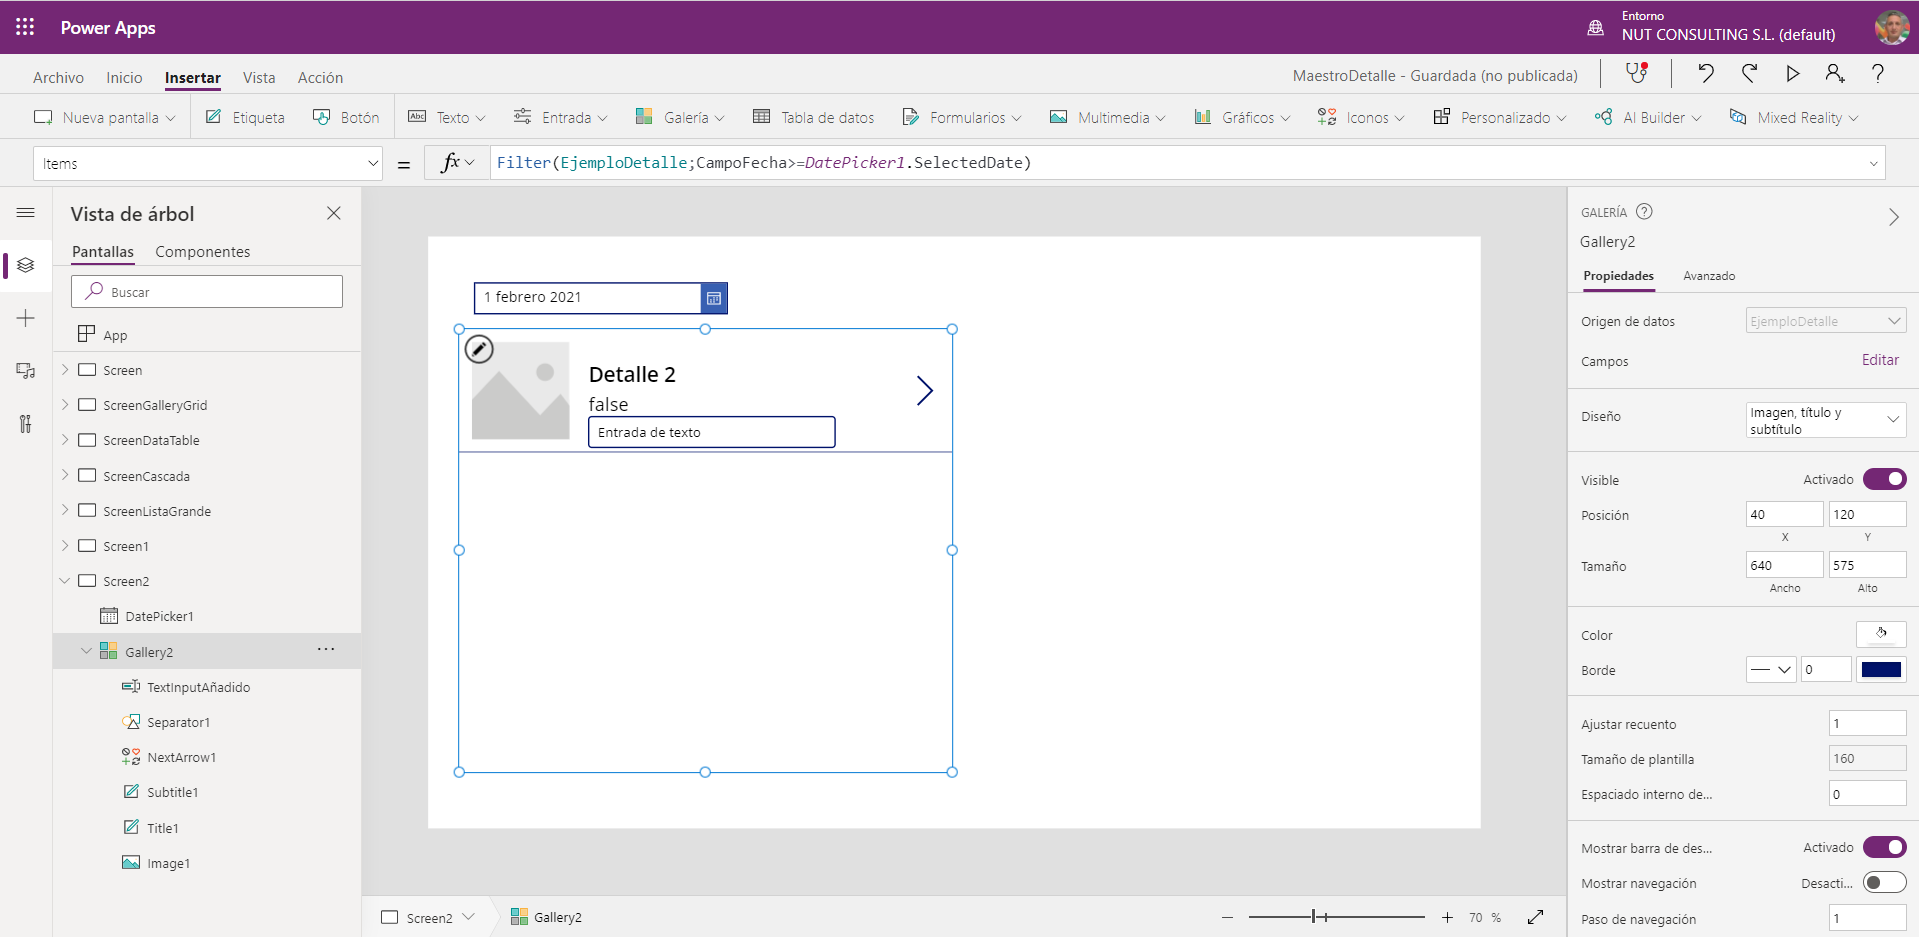 Power Apps
Entorno
NUT CONSULTING S.L. (default)
Archivo Inicio Insertar Vista Acción
MaestroDetalle - Guardada (no publicada)
Nueva pantalla Etiqueta Botón Abc Texto Entrada Galería Tabla de datos Formularios Multimedia Gráficos Iconos Personalizado AI Builder Mixed Reality
Items = fx Filter(EjemploDetalle;CampoFecha>=DatePicker1.SelectedDate)
Vista de árbol
Pantallas Componentes
Buscar
App
Screen
ScreenGalleryGrid
ScreenDataTable
ScreenCascada
ScreenListaGrande
Screen1
Screen2
DatePicker1
Gallery2 ...
TextInputAñadido
Separator1
NextArrow1
Subtitle1
Title1
Image1
1 febrero 2021
Detalle 2
false
Entrada de texto
Screen2 Gallery2
70 %
GALERÍA
Gallery2
Propiedades Avanzado
Origen de datos EjemploDetalle
Campos Editar
Diseño Imagen, título y
subtítulo
Visible Activado
Posición 40 120
X Y
Tamaño 640 575
Ancho Alto
Color
Borde 0
Ajustar recuento 1
Tamaño de plantilla 160
Espaciado interno de... 0
Mostrar barra de des... Activado
Mostrar navegación Desacti...
Paso de navegación 1